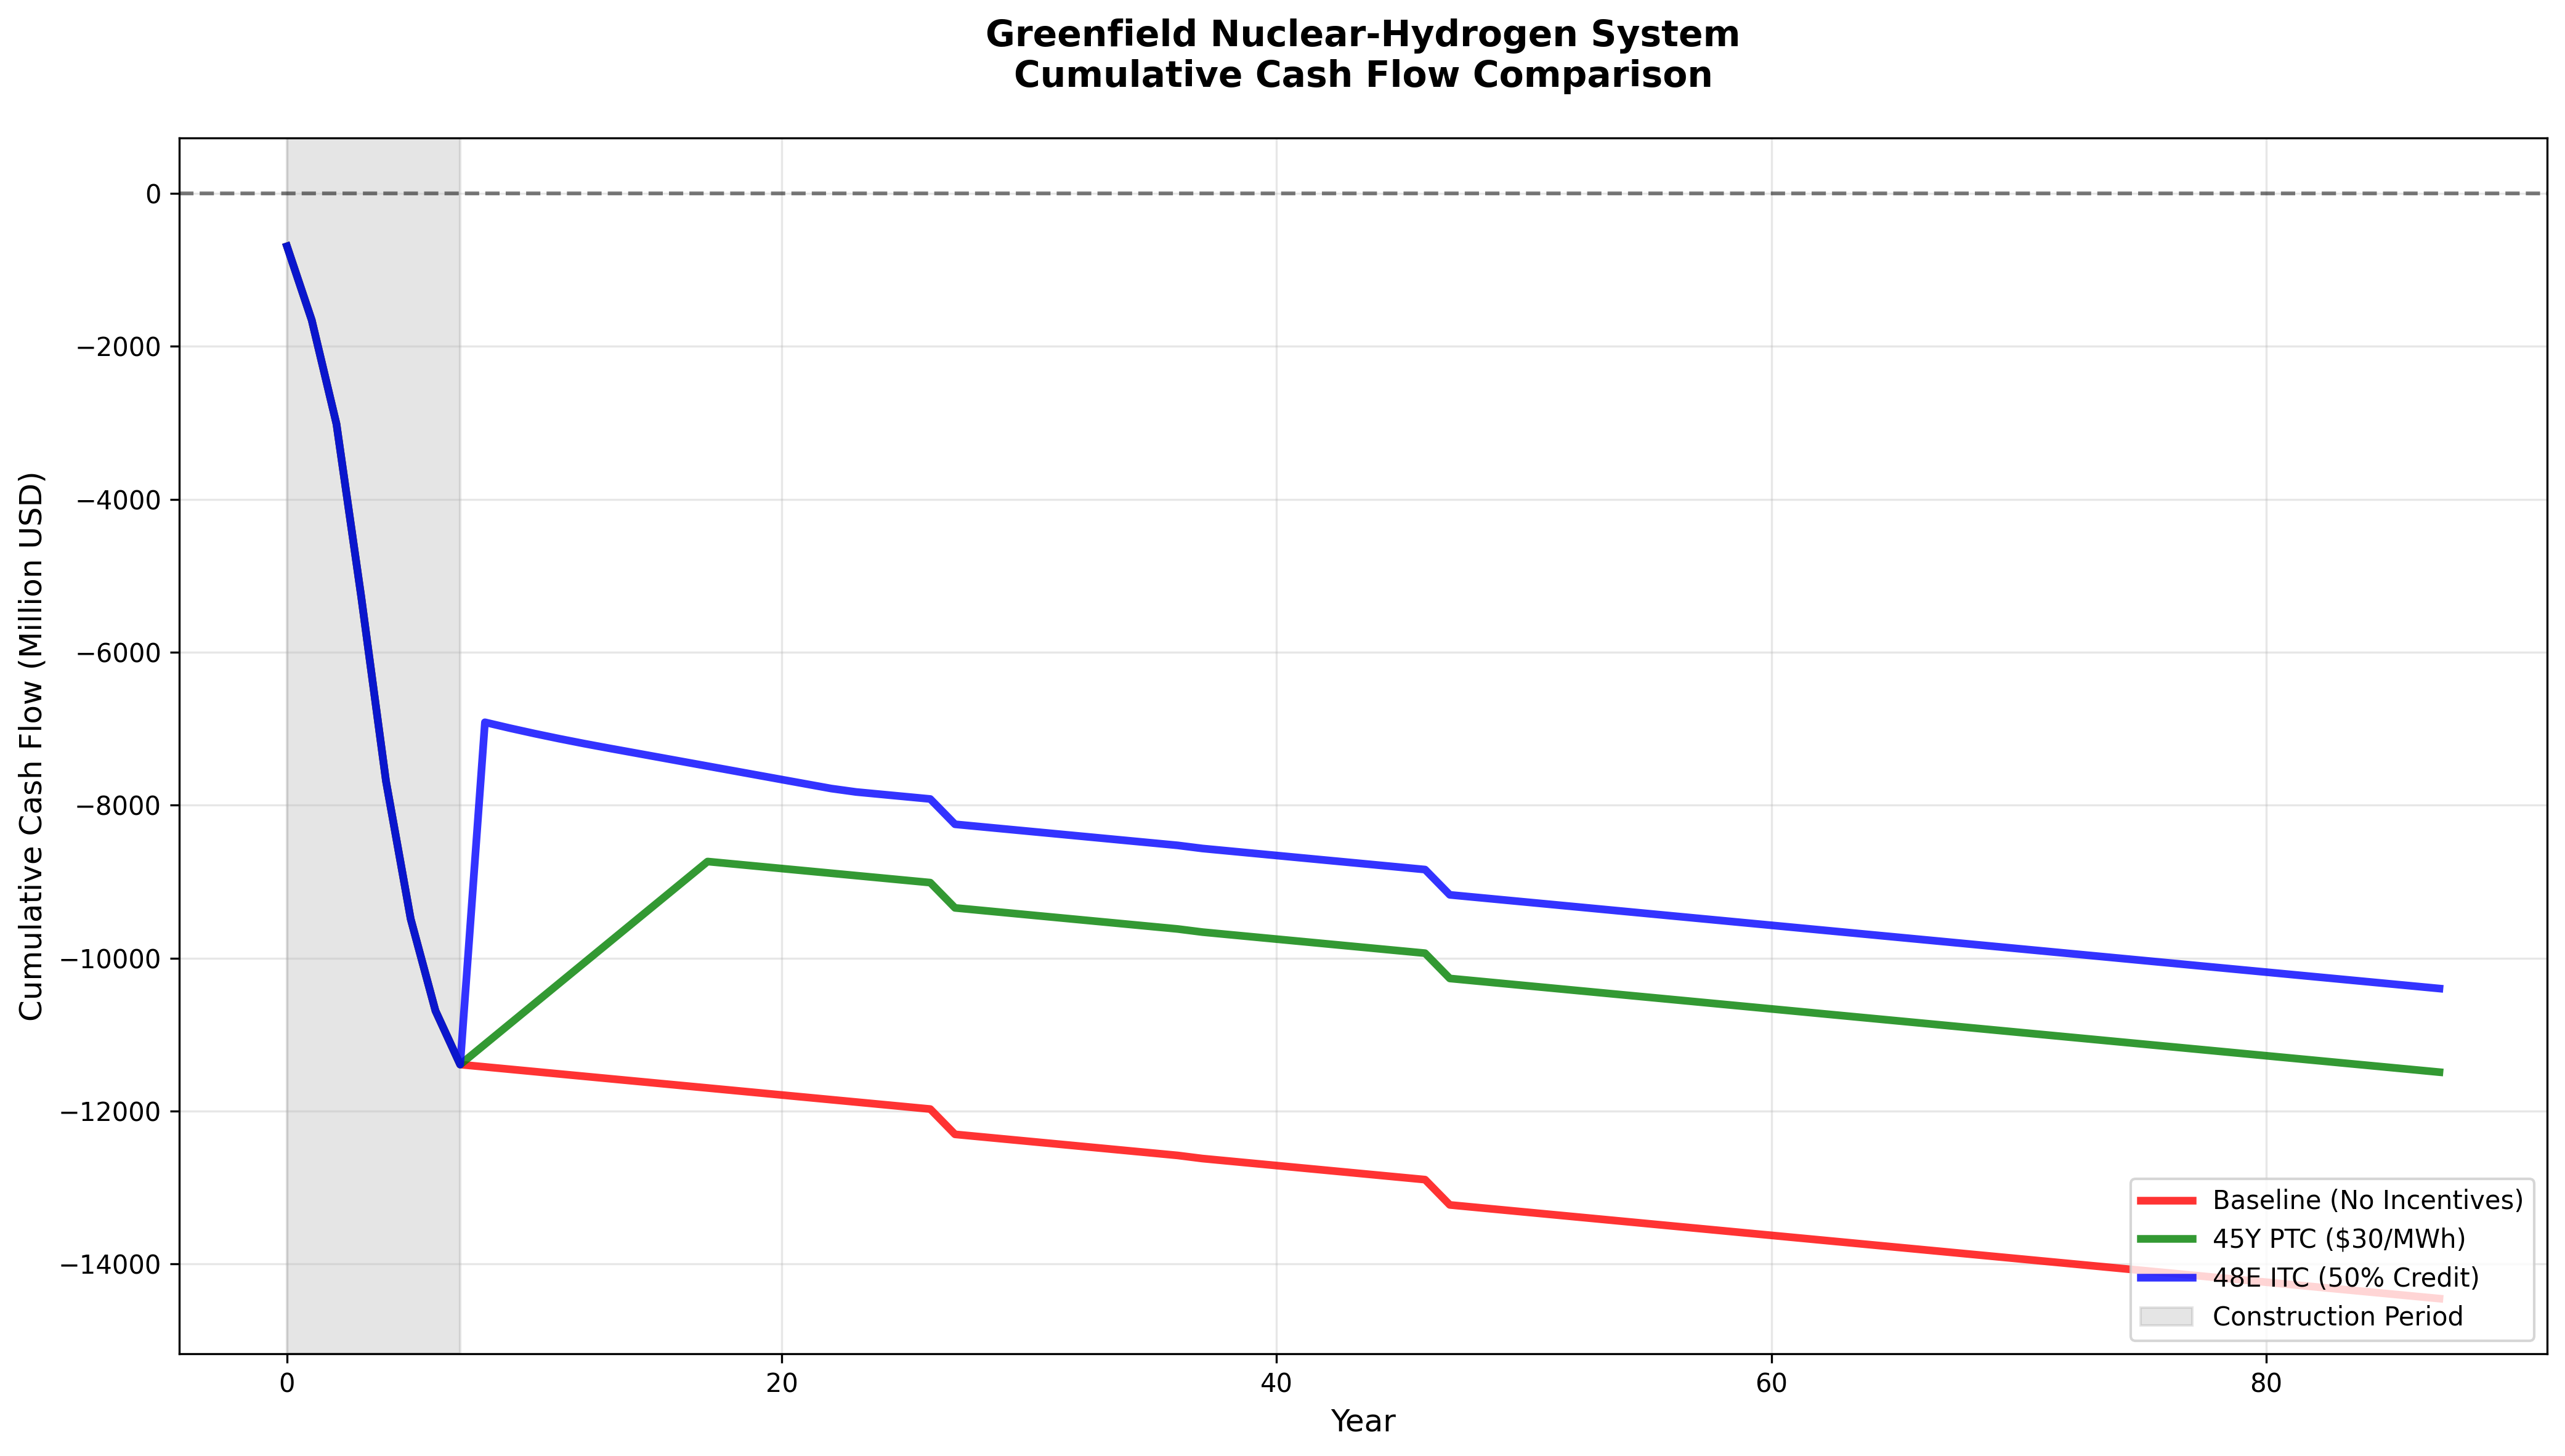 Greenfield Nuclear-Hydrogen System
Cumulative Cash Flow Comparison
Cumulative Cash Flow (Million USD)
0
−2000
−4000
−6000
−8000
−10000
−12000
−14000
0 20 40 60 80
Year
Baseline (No Incentives)
45Y PTC ($30/MWh)
48E ITC (50% Credit)
Construction Period